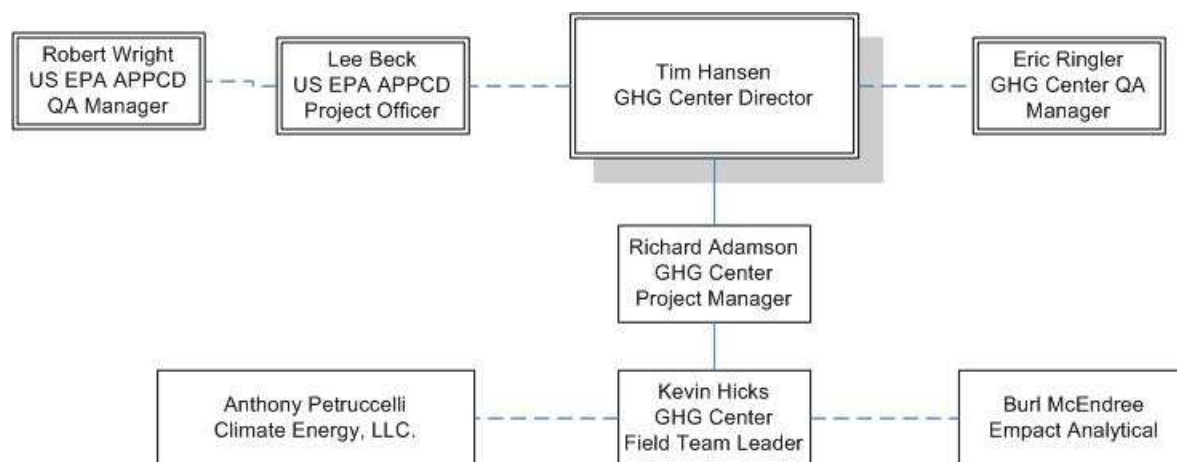 Robert Wright
US EPA APPCD
QA Manager
Lee Beck
US EPA APPCD
Project Officer
Tim Hansen
GHG Center Director
Eric Ringler
GHG Center QA
Manager
Richard Adamson
GHG Center
Project Manager
Anthony Petruccelli
Climate Energy, LLC.
Kevin Hicks
GHG Center
Field Team Leader
Burl McEndree
Empact Analytical